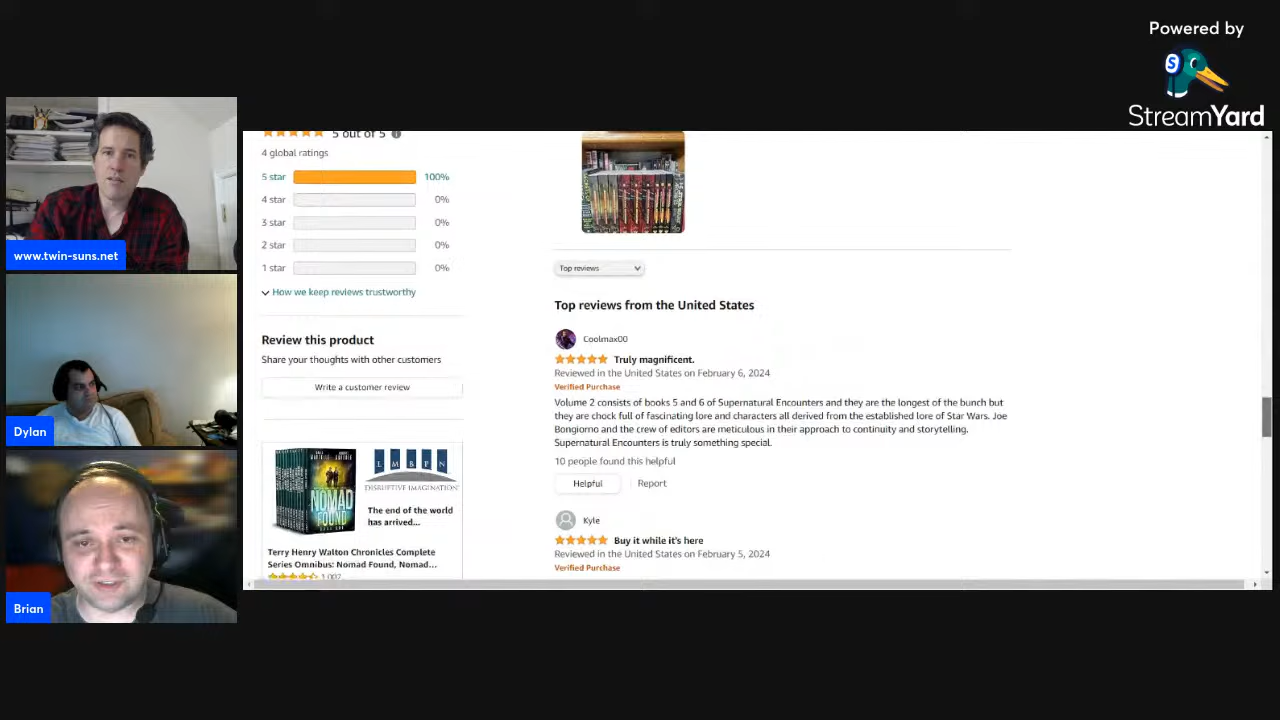 Powered by
S
StreamYard
www.twin-suns.net
Dylan
Brian
5 out of 5
4 global ratings
5 star 100%
4 star 0%
3 star 0%
2 star 0%
1 star 0%
How we keep reviews trustworthy
Review this product
Share your thoughts with other customers
Write a customer review
NOMAD
FOUND
L M B P N
DISRUPTIVE IMAGINATION
The end of the world
has arrived...
Terry Henry Walton Chronicles Complete
Series Omnibus: Nomad Found, Nomad...
1,002
Top reviews
Top reviews from the United States
Coolmax00
Truly magnificent.
Reviewed in the United States on February 6, 2024
Verified Purchase
Volume 2 consists of books 5 and 6 of Supernatural Encounters and they are the longest of the bunch but
they are chock full of fascinating lore and characters all derived from the established lore of Star Wars. Joe
Bongiorno and the crew of editors are meticulous in their approach to continuity and storytelling.
Supernatural Encounters is truly something special.
10 people found this helpful
Helpful
Report
Kyle
Buy it while it's here
Reviewed in the United States on February 5, 2024
Verified Purchase